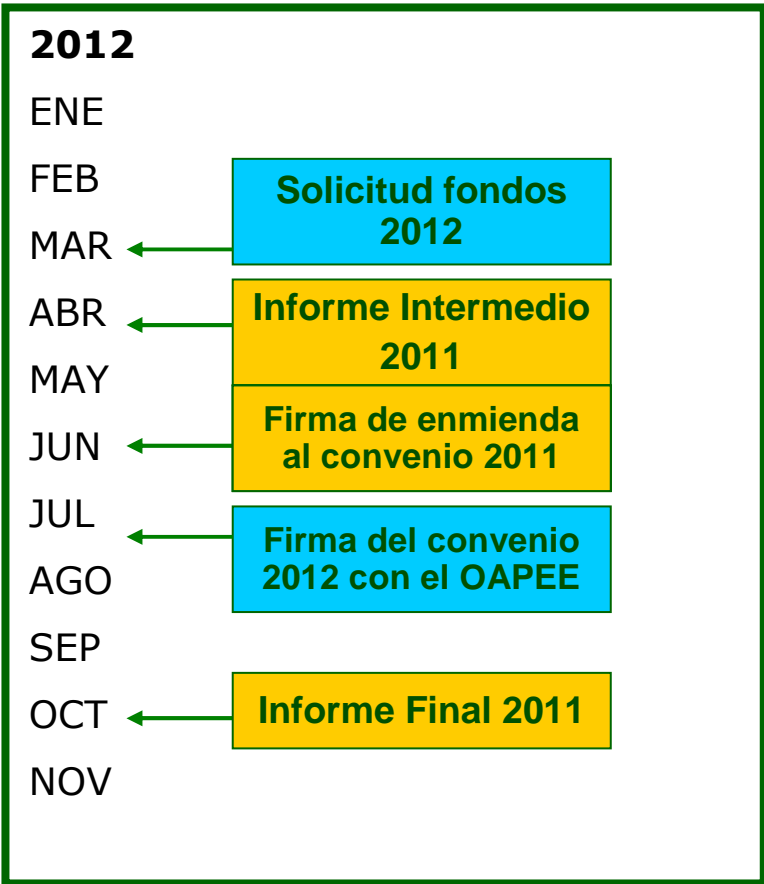 2012
ENE
FEB
Solicitud fondos
2012
MAR
ABR
Informe Intermedio
2011
MAY
Firma de enmienda
al convenio 2011
JUN
JUL
Firma del convenio
2012 con el OAPEE
AGO
SEP
OCT
Informe Final 2011
NOV